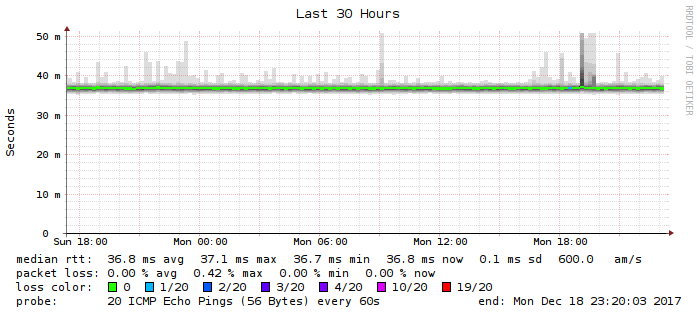 Last 30 Hours
RRDTOOL / TOBI OETIKER
Seconds
50 m
40 m
30 m
20 m
10 m
0
Sun 18:00 Mon 00:00 Mon 06:00 Mon 12:00 Mon 18:00
median rtt: 36.8 ms avg 37.1 ms max 36.7 ms min 36.8 ms now 0.1 ms sd 600.0 am/s
packet loss: 0.00 % avg 0.42 % max 0.00 % min 0.00 % now
loss color: 0 1/20 2/20 3/20 4/20 10/20 19/20
probe: 20 ICMP Echo Pings (56 Bytes) every 60s end: Mon Dec 18 23:20:03 2017